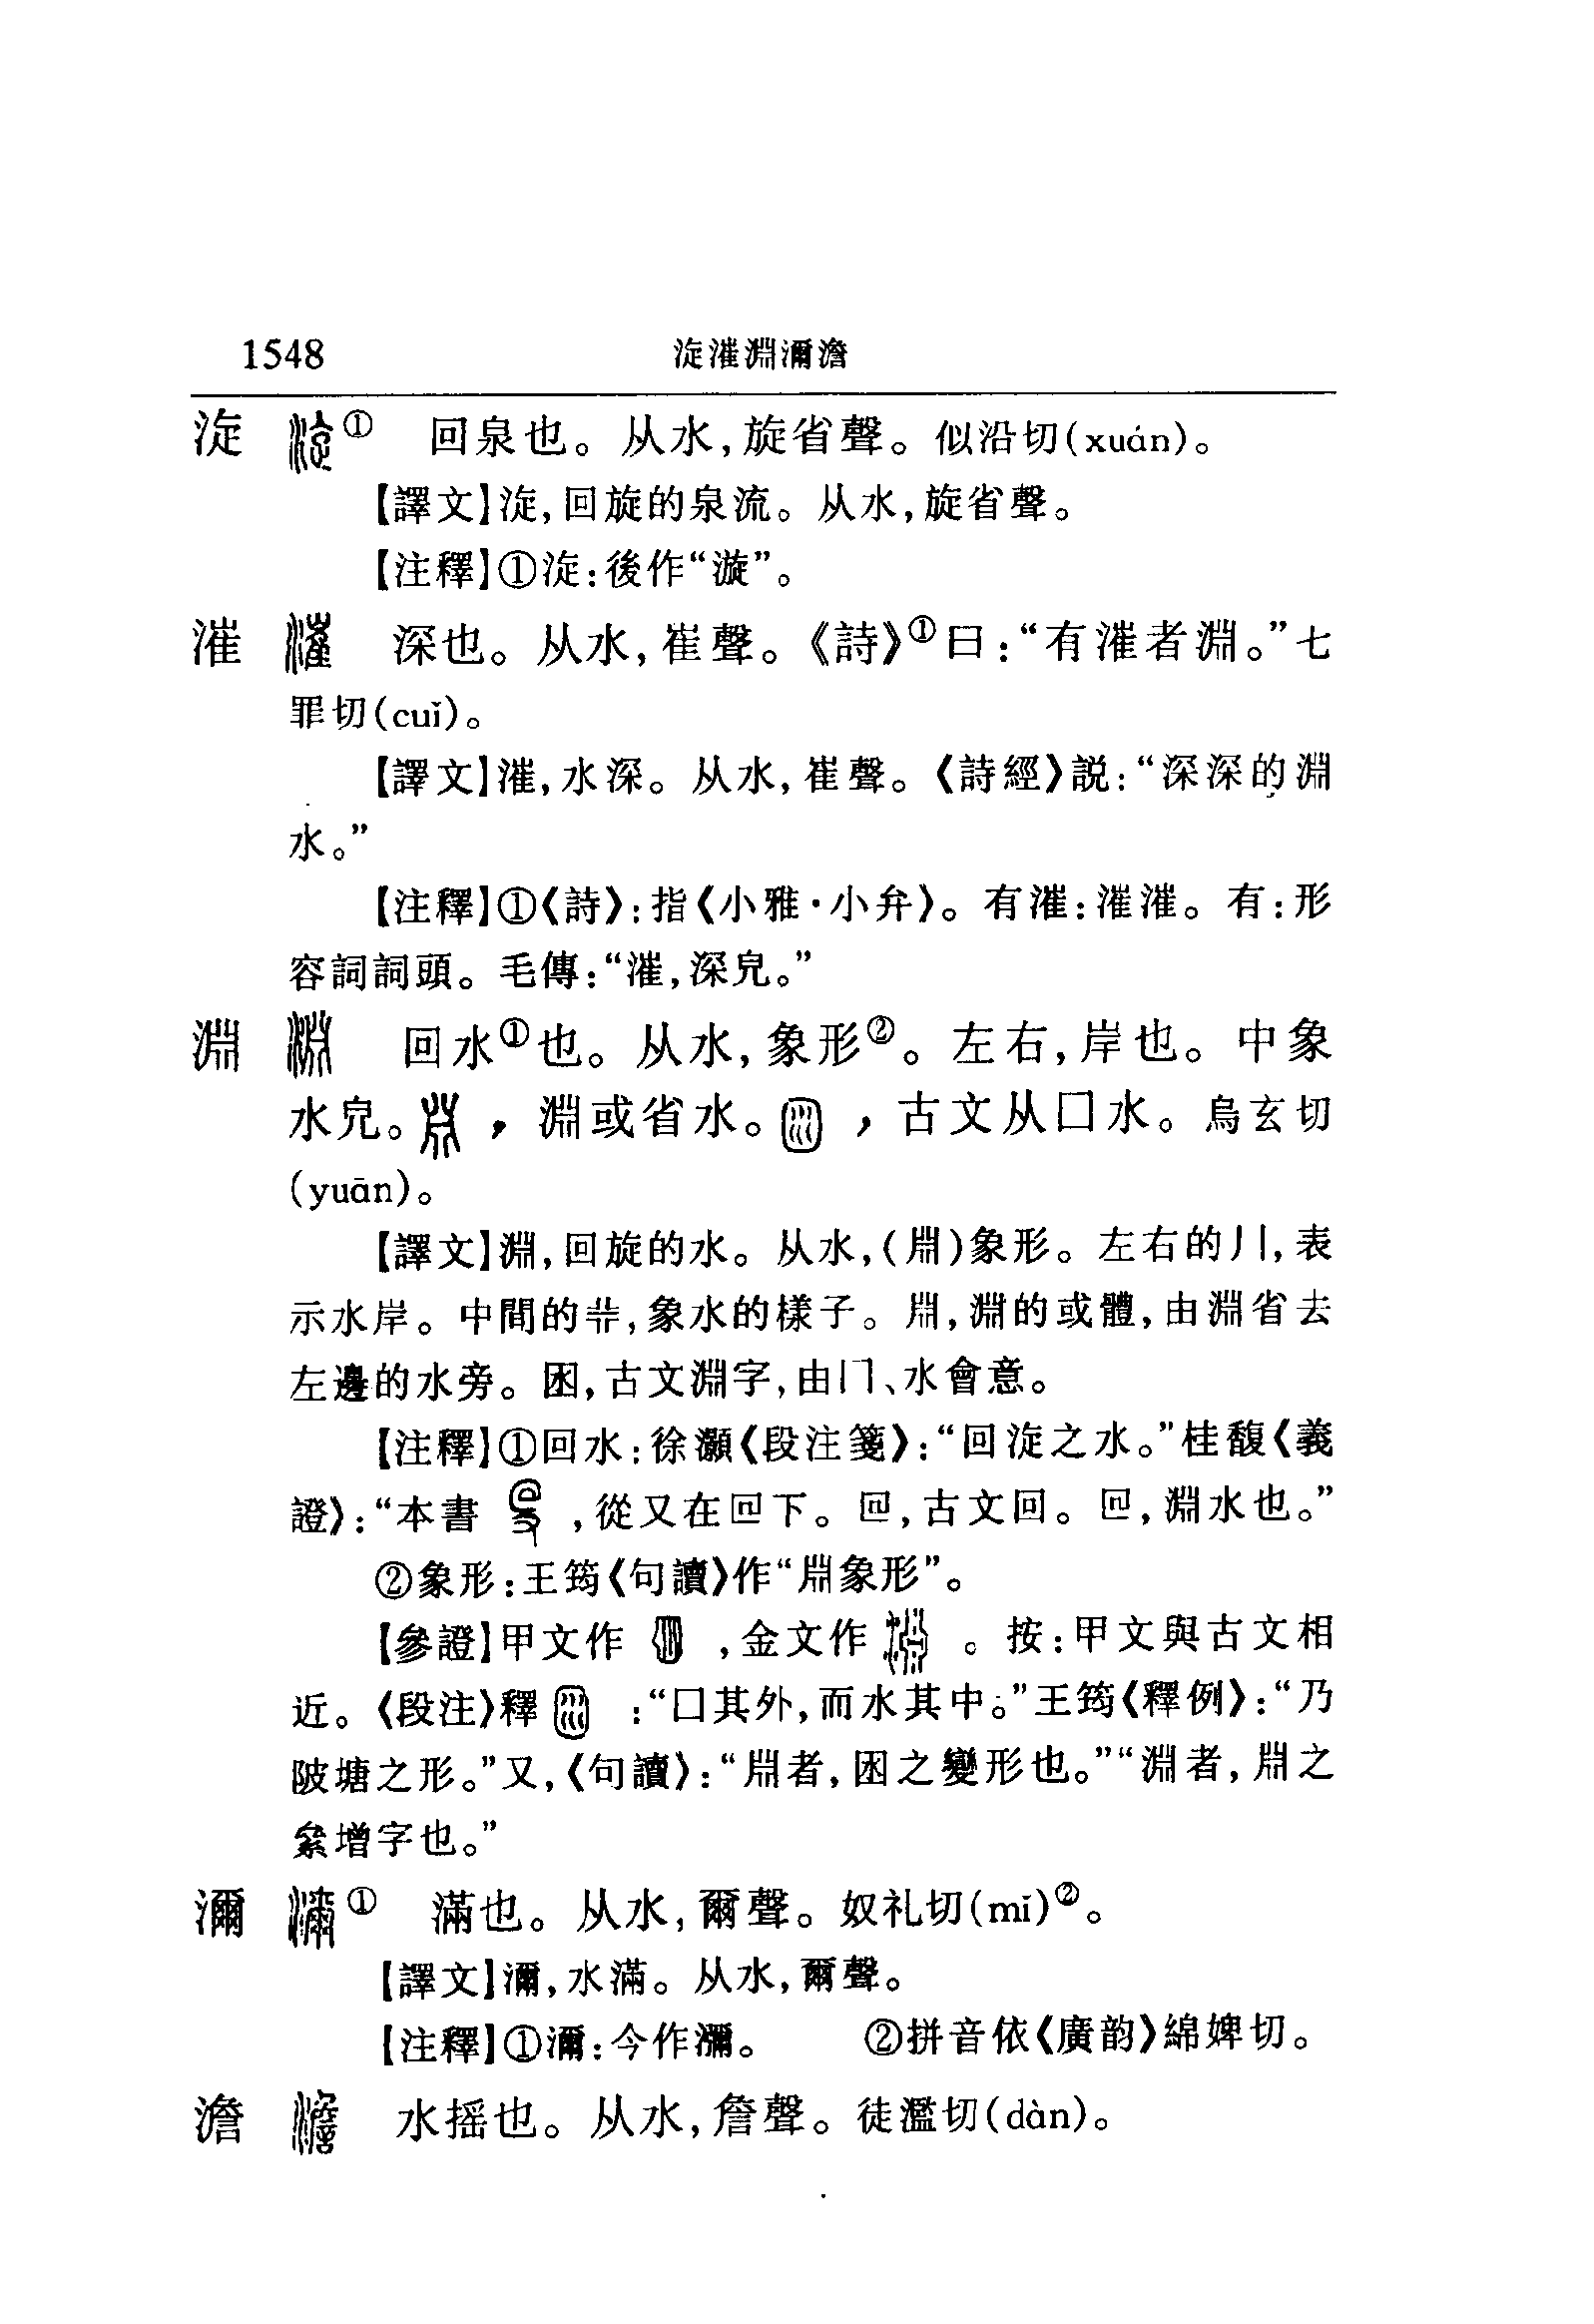 1548 淀漼淵濔澹
淀①　回泉也。从水,旋省聲。似沿切(xuán)。
【譯文】淀,回旋的泉流。从水,旋省聲。
【注釋】①淀:後作“漩”。
漼　深也。从水,崔聲。《詩》①曰:“有漼者淵。”七
罪切(cuǐ)。
【譯文】漼,水深。从水,崔聲。《詩經》説:“深深的淵
水。”
【注釋】①《詩》:指《小雅·小弁》。有漼:漼漼。有:形
容詞詞頭。毛傳:“漼,深皃。”
淵　回水①也。从水,象形②。左右,岸也。中象
水皃。，淵或省水。，古文从囗水。烏玄切
(yuān)。
【譯文】淵,回旋的水。从水,(𣶒)象形。左右的丿丨,表
示水岸。中間的,象水的樣子。𣶒,淵的或體,由淵省去
左邊的水旁。囦,古文淵字,由囗、水會意。
【注釋】①回水:徐灝《段注箋》:“回淀之水。”桂馥《義
證》:“本書,從又在囘下。囘,古文回。囘,淵水也。”
②象形:王筠《句讀》作“𣶒象形”。
【參證】甲文作,金文作。按:甲文與古文相
近。《段注》釋:“囗其外,而水其中。”王筠《釋例》:“乃
陂塘之形。”又,《句讀》:“𣶒者,囦之變形也。”“淵者,𣶒之
絫增字也。”
濔①　滿也。从水,爾聲。奴礼切(mǐ)②。
【譯文】濔,水滿。从水,爾聲。
【注釋】①濔:今作瀰。　②拼音依《廣韵》綿婢切。
澹　水摇也。从水,詹聲。徒濫切(dàn)。